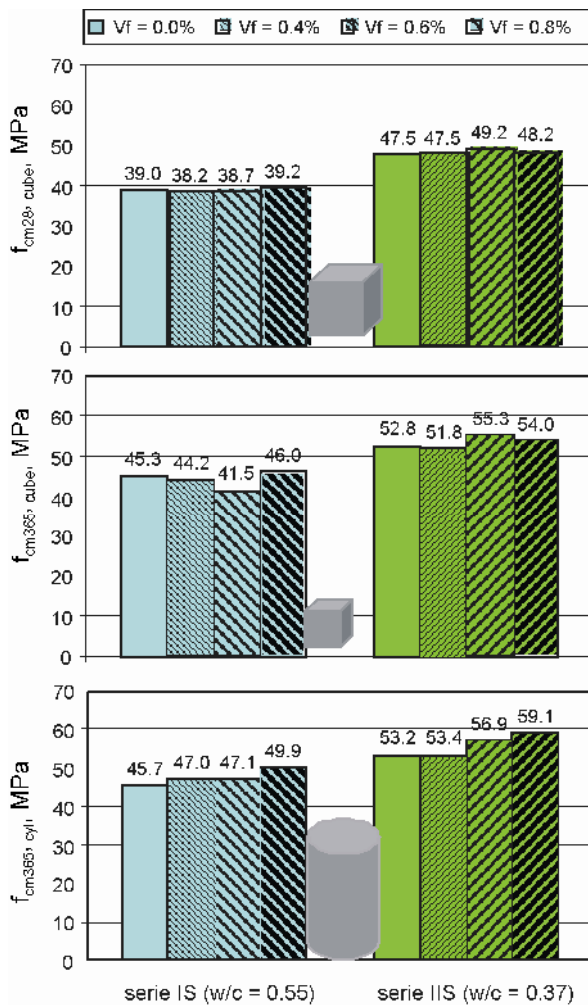 Vf = 0.0% Vf = 0.4% Vf = 0.6% Vf = 0.8%
70
60
50
40
30
20
10
0
fcm28, cube, MPa
39.0 38.2 38.7 39.2
47.5 47.5 49.2 48.2
70
60
50
40
30
20
10
0
fcm365, cube, MPa
45.3 44.2 41.5 46.0
52.8 51.8 55.3 54.0
70
60
50
40
30
20
10
0
fcm365, cyl, MPa
45.7 47.0 47.1 49.9
53.2 53.4 56.9 59.1
serie IS (w/c = 0.55) serie IIS (w/c = 0.37)